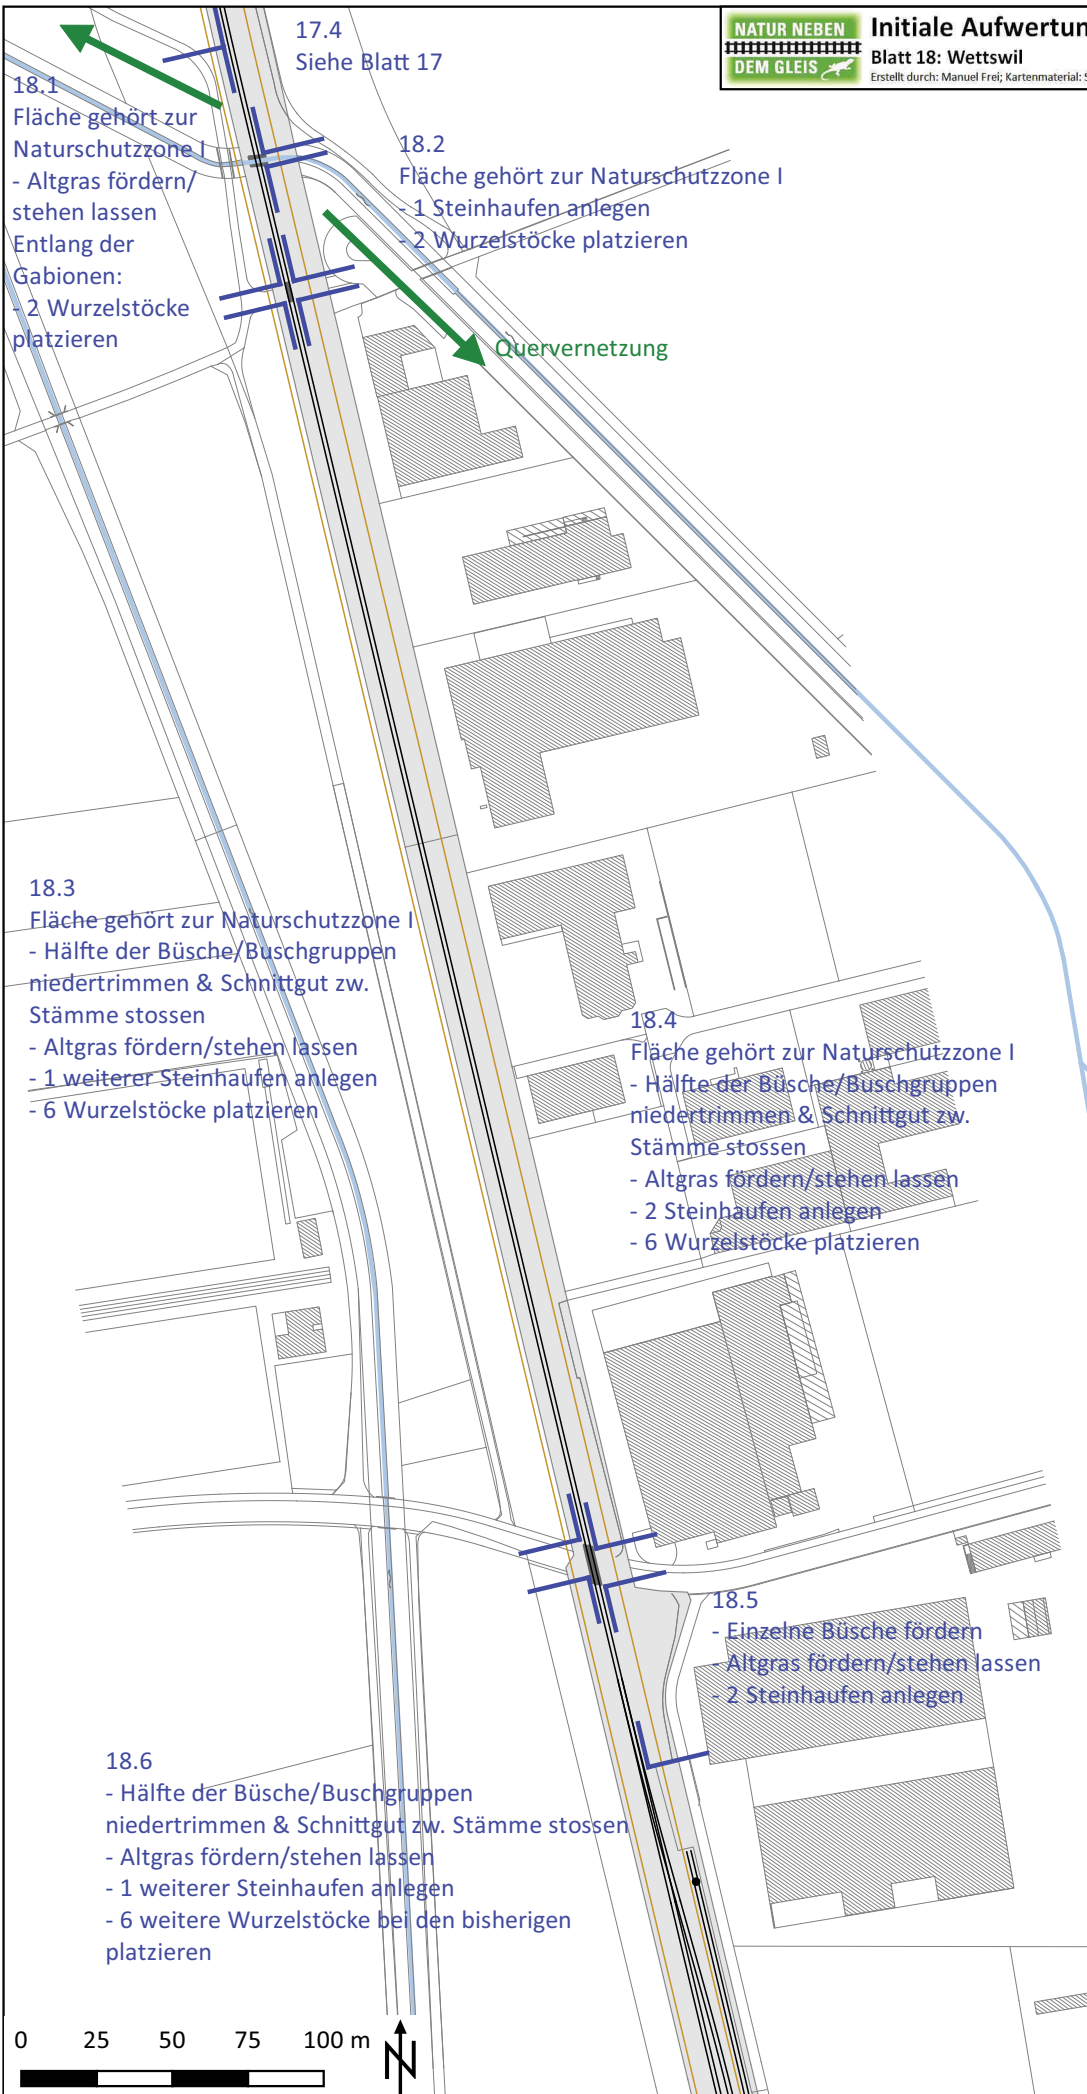 NATUR NEBEN
DEM GLEIS
Initiale Aufwertun
Blatt 18: Wettswil
Erstellt durch: Manuel Frei; Kartenmaterial: S
17.4
Siehe Blatt 17
18.1
Fläche gehört zur
Naturschutzzone I
- Altgras fördern/
stehen lassen
Entlang der
Gabionen:
- 2 Wurzelstöcke
platzieren
18.2
Fläche gehört zur Naturschutzzone I
- 1 Steinhaufen anlegen
- 2 Wurzelstöcke platzieren
Quervernetzung
18.3
Fläche gehört zur Naturschutzzone I
- Hälfte der Büsche/Buschgruppen
niedertrimmen & Schnittgut zw.
Stämme stossen
- Altgras fördern/stehen lassen
- 1 weiterer Steinhaufen anlegen
- 6 Wurzelstöcke platzieren
18.4
Fläche gehört zur Naturschutzzone I
- Hälfte der Büsche/Buschgruppen
niedertrimmen & Schnittgut zw.
Stämme stossen
- Altgras fördern/stehen lassen
- 2 Steinhaufen anlegen
- 6 Wurzelstöcke platzieren
18.5
- Einzelne Büsche fördern
- Altgras fördern/stehen lassen
- 2 Steinhaufen anlegen
18.6
- Hälfte der Büsche/Buschgruppen
niedertrimmen & Schnittgut zw. Stämme stossen
- Altgras fördern/stehen lassen
- 1 weiterer Steinhaufen anlegen
- 6 weitere Wurzelstöcke bei den bisherigen
platzieren
0 25 50 75 100 m
N